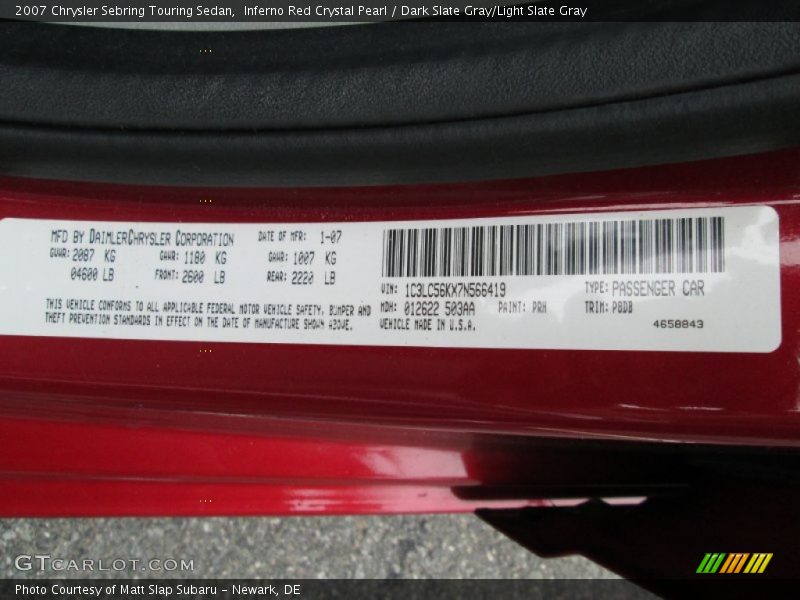 2007 Chrysler Sebring Touring Sedan, Inferno Red Crystal Pearl / Dark Slate Gray/Light Slate Gray
MFD BY DAIMLERCHRYSLER CORPORATION DATE OF MFR: 1-07
GVWR: 2087 KG GAWR: 1180 KG GAWR: 1007 KG
04600 LB FRONT: 2600 LB REAR: 2220 LB
THIS VEHICLE CONFORMS TO ALL APPLICABLE FEDERAL MOTOR VEHICLE SAFETY, BUMPER AND
THEFT PREVENTION STANDARDS IN EFFECT ON THE DATE OF MANUFACTURE SHOWN ABOVE.
VIN: 1C3LC56KX7N566419 TYPE: PASSENGER CAR
MDH: 012622 503AA PAINT: PRH TRIM: P8DB
VEHICLE MADE IN U.S.A. 4658843
GTCARLOT.COM
Photo Courtesy of Matt Slap Subaru - Newark, DE